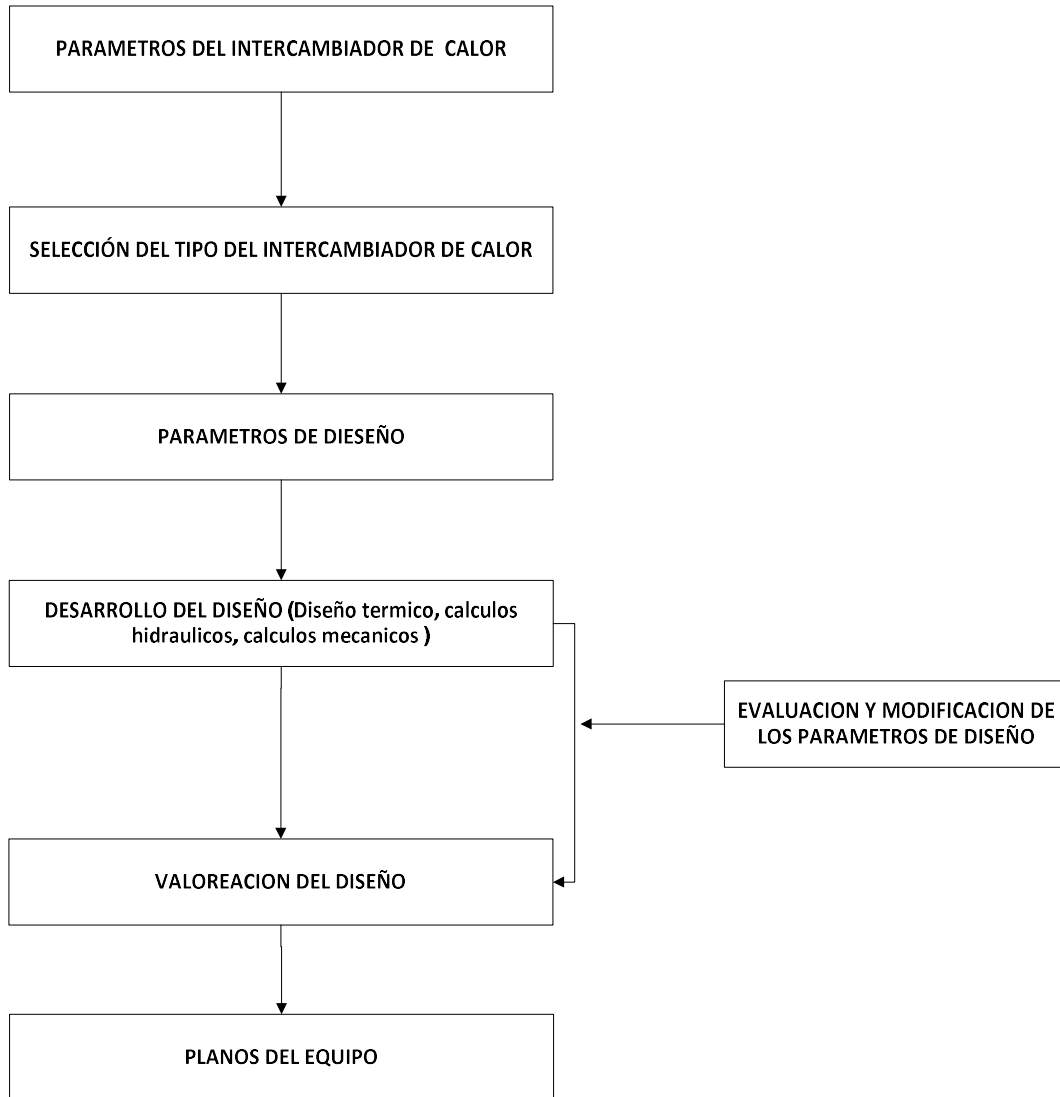 PARAMETROS DEL INTERCAMBIADOR DE CALOR
SELECCIÓN DEL TIPO DEL INTERCAMBIADOR DE CALOR
PARAMETROS DE DIESEÑO
DESARROLLO DEL DISEÑO (Diseño termico, calculos
hidraulicos, calculos mecanicos )
EVALUACION Y MODIFICACION DE
LOS PARAMETROS DE DISEÑO
VALOREACION DEL DISEÑO
PLANOS DEL EQUIPO